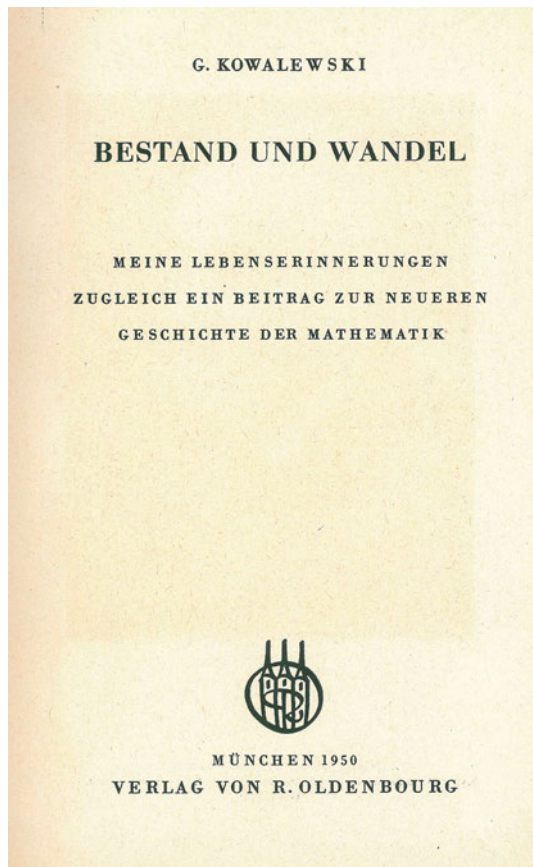 G. KOWALEWSKI
BESTAND UND WANDEL
MEINE LEBENSERINNERUNGEN
ZUGLEICH EIN BEITRAG ZUR NEUEREN
GESCHICHTE DER MATHEMATIK
MÜNCHEN 1950
VERLAG VON R. OLDENBOURG